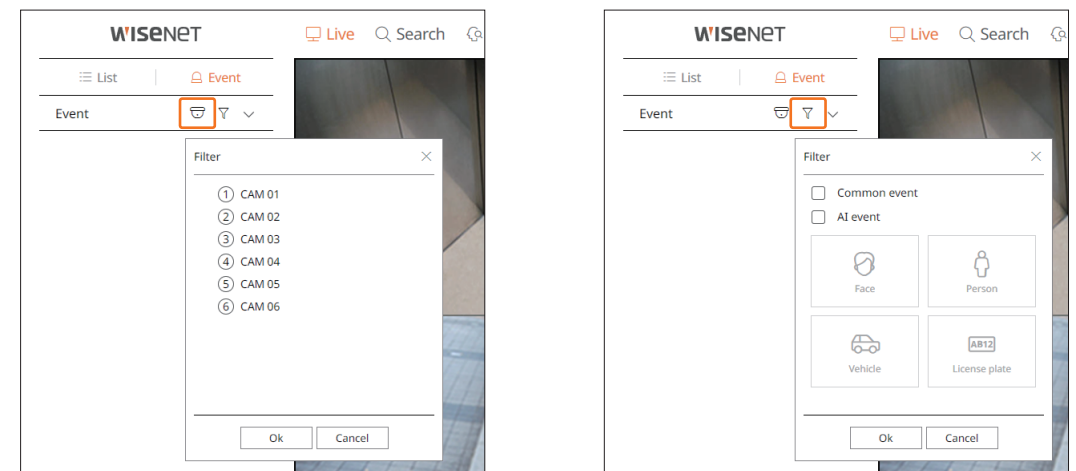 WISENET
Live
Search
List
Event
Event
Filter
1 CAM 01
2 CAM 02
3 CAM 03
4 CAM 04
5 CAM 05
6 CAM 06
Ok
Cancel
WISENET
Live
Search
List
Event
Event
Filter
Common event
AI event
Face
Person
Vehicle
AB12
License plate
Ok
Cancel